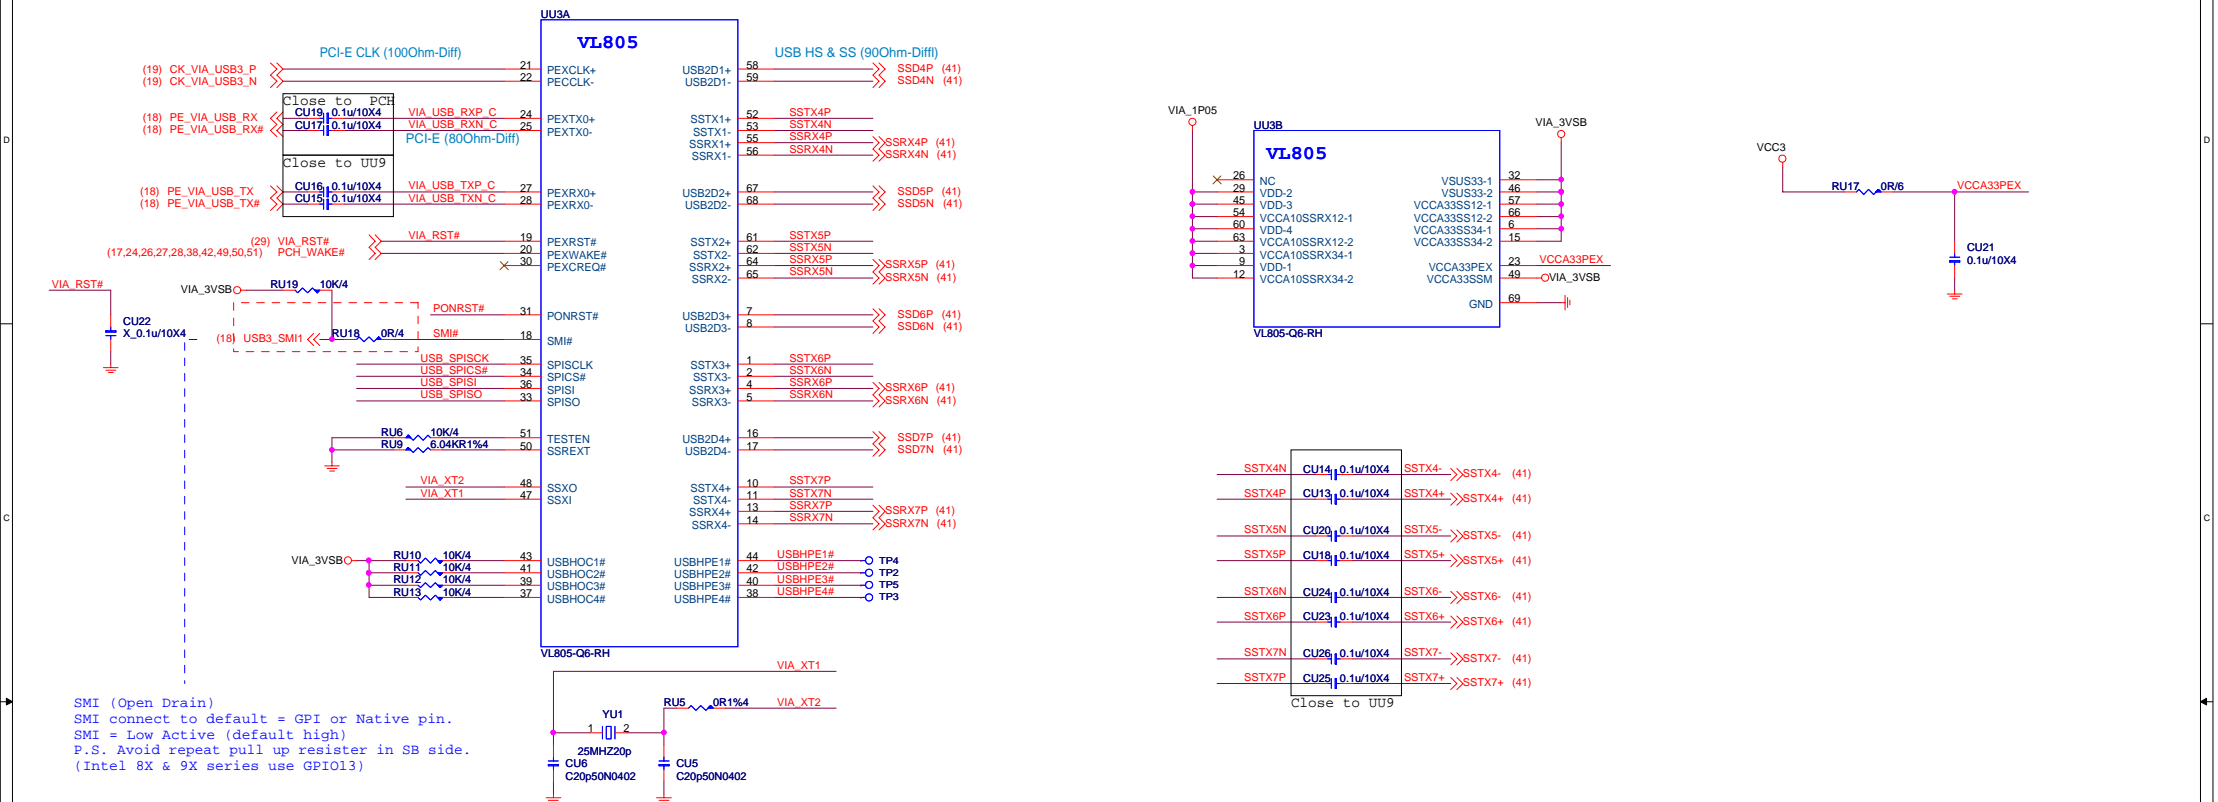 UU3A
VL805
PCI-E CLK (100Ohm-Diff)
USB HS & SS (90Ohm-Diffl)
(19) CK_VIA_USB3_P 21 PEXCLK+ USB2D1+ 58 SSD4P (41)
(19) CK_VIA_USB3_N 22 PECCLK- USB2D1- 59 SSD4N (41)
Close to PCH
(18) PE_VIA_USB_RX CU19 0.1u/10X4 VIA_USB_RXP_C 24 PEXTX0+ SSTX1+ 52 SSTX4P
(18) PE_VIA_USB_RX# CU17 0.1u/10X4 VIA_USB_RXN_C 25 PEXTX0- SSTX1- 53 SSTX4N
PCI-E (80Ohm-Diff) SSRX1+ 55 SSRX4P SSRX4P (41)
SSRX1- 56 SSRX4N SSRX4N (41)
Close to UU9
(18) PE_VIA_USB_TX CU16 0.1u/10X4 VIA_USB_TXP_C 27 PEXRX0+ USB2D2+ 67 SSD5P (41)
(18) PE_VIA_USB_TX# CU15 0.1u/10X4 VIA_USB_TXN_C 28 PEXRX0- USB2D2- 68 SSD5N (41)
(29) VIA_RST# VIA_RST# 19 PEXRST# SSTX2+ 61 SSTX5P
(17,24,26,27,28,38,42,49,50,51) PCH_WAKE# 20 PEXWAKE# SSTX2- 62 SSTX5N
30 PEXCREQ# SSRX2+ 64 SSRX5P SSRX5P (41)
SSRX2- 65 SSRX5N SSRX5N (41)
VIA_RST#
VIA_3VSB RU19 10K/4
PONRST# 31 PONRST# USB2D3+ 7 SSD6P (41)
USB2D3- 8 SSD6N (41)
CU22
X_0.1u/10X4
(18) USB3_SMI1 RU18 0R/4 SMI# 18 SMI#
USB_SPISCK 35 SPISCLK SSTX3+ 1 SSTX6P
USB_SPICS# 34 SPICS# SSTX3- 2 SSTX6N
USB_SPISI 36 SPISI SSRX3+ 4 SSRX6P SSRX6P (41)
USB_SPISO 33 SPISO SSRX3- 5 SSRX6N SSRX6N (41)
RU6 10K/4 51 TESTEN USB2D4+ 16 SSD7P (41)
RU9 6.04KR1%4 50 SSREXT USB2D4- 17 SSD7N (41)
VIA_XT2 48 SSXO SSTX4+ 10 SSTX7P
VIA_XT1 47 SSXI SSTX4- 11 SSTX7N
SSRX4+ 13 SSRX7P SSRX7P (41)
SSRX4- 14 SSRX7N SSRX7N (41)
VIA_3VSB RU10 10K/4 43 USBHOC1# USBHPE1# 44 USBHPE1# TP4
RU11 10K/4 41 USBHOC2# USBHPE2# 42 USBHPE2# TP2
RU12 10K/4 39 USBHOC3# USBHPE3# 40 USBHPE3# TP5
RU13 10K/4 37 USBHOC4# USBHPE4# 38 USBHPE4# TP3
VL805-Q6-RH
VIA_XT1
RU5 0R1%4 VIA_XT2
YU1
1 2
25MHZ20p
CU6 CU5
C20p50N0402 C20p50N0402
SMI (Open Drain)
SMI connect to default = GPI or Native pin.
SMI = Low Active (default high)
P.S. Avoid repeat pull up resister in SB side.
(Intel 8X & 9X series use GPIO13)
VIA_1P05
UU3B
VIA_3VSB
VL805
26 NC VSUS33-1 32
29 VDD-2 VSUS33-2 46
45 VDD-3 VCCA33SS12-1 57
54 VCCA10SSRX12-1 VCCA33SS12-2 66
60 VDD-4 VCCA33SS34-1 6
63 VCCA10SSRX12-2 VCCA33SS34-2 15
3 VCCA10SSRX34-1
9 VDD-1 VCCA33PEX 23 VCCA33PEX
12 VCCA10SSRX34-2 VCCA33SSM 49 VIA_3VSB
GND 69
VL805-Q6-RH
VCC3
RU17 0R/6 VCCA33PEX
CU21
0.1u/10X4
SSTX4N CU14 0.1u/10X4 SSTX4- SSTX4- (41)
SSTX4P CU13 0.1u/10X4 SSTX4+ SSTX4+ (41)
SSTX5N CU20 0.1u/10X4 SSTX5- SSTX5- (41)
SSTX5P CU18 0.1u/10X4 SSTX5+ SSTX5+ (41)
SSTX6N CU24 0.1u/10X4 SSTX6- SSTX6- (41)
SSTX6P CU23 0.1u/10X4 SSTX6+ SSTX6+ (41)
SSTX7N CU26 0.1u/10X4 SSTX7- SSTX7- (41)
SSTX7P CU25 0.1u/10X4 SSTX7+ SSTX7+ (41)
Close to UU9
D
D
C
C